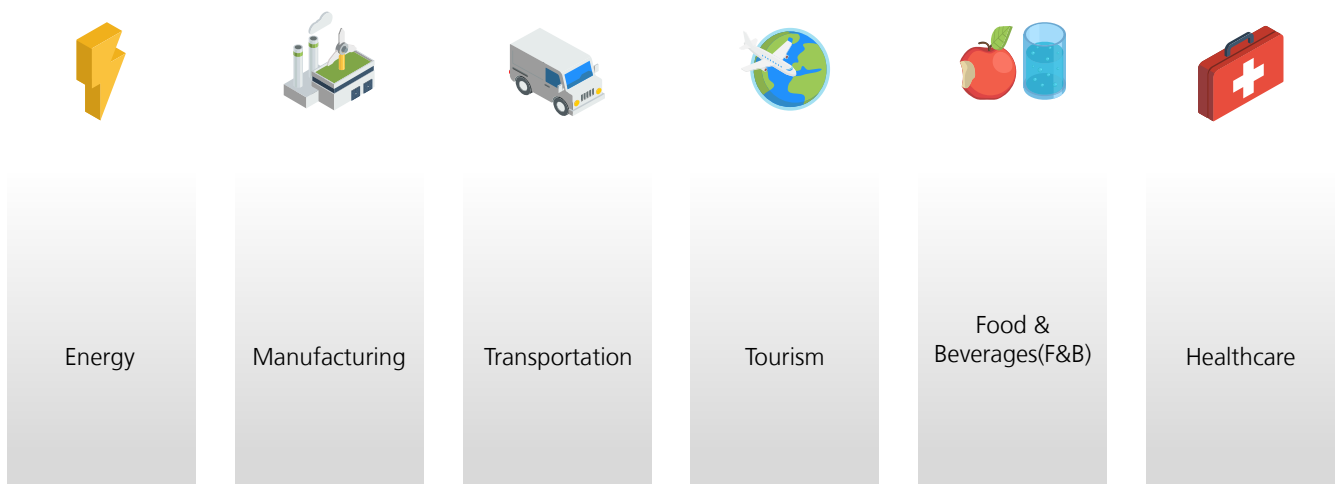 Energy
Manufacturing
Transportation
Tourism
Food &
Beverages(F&B)
Healthcare